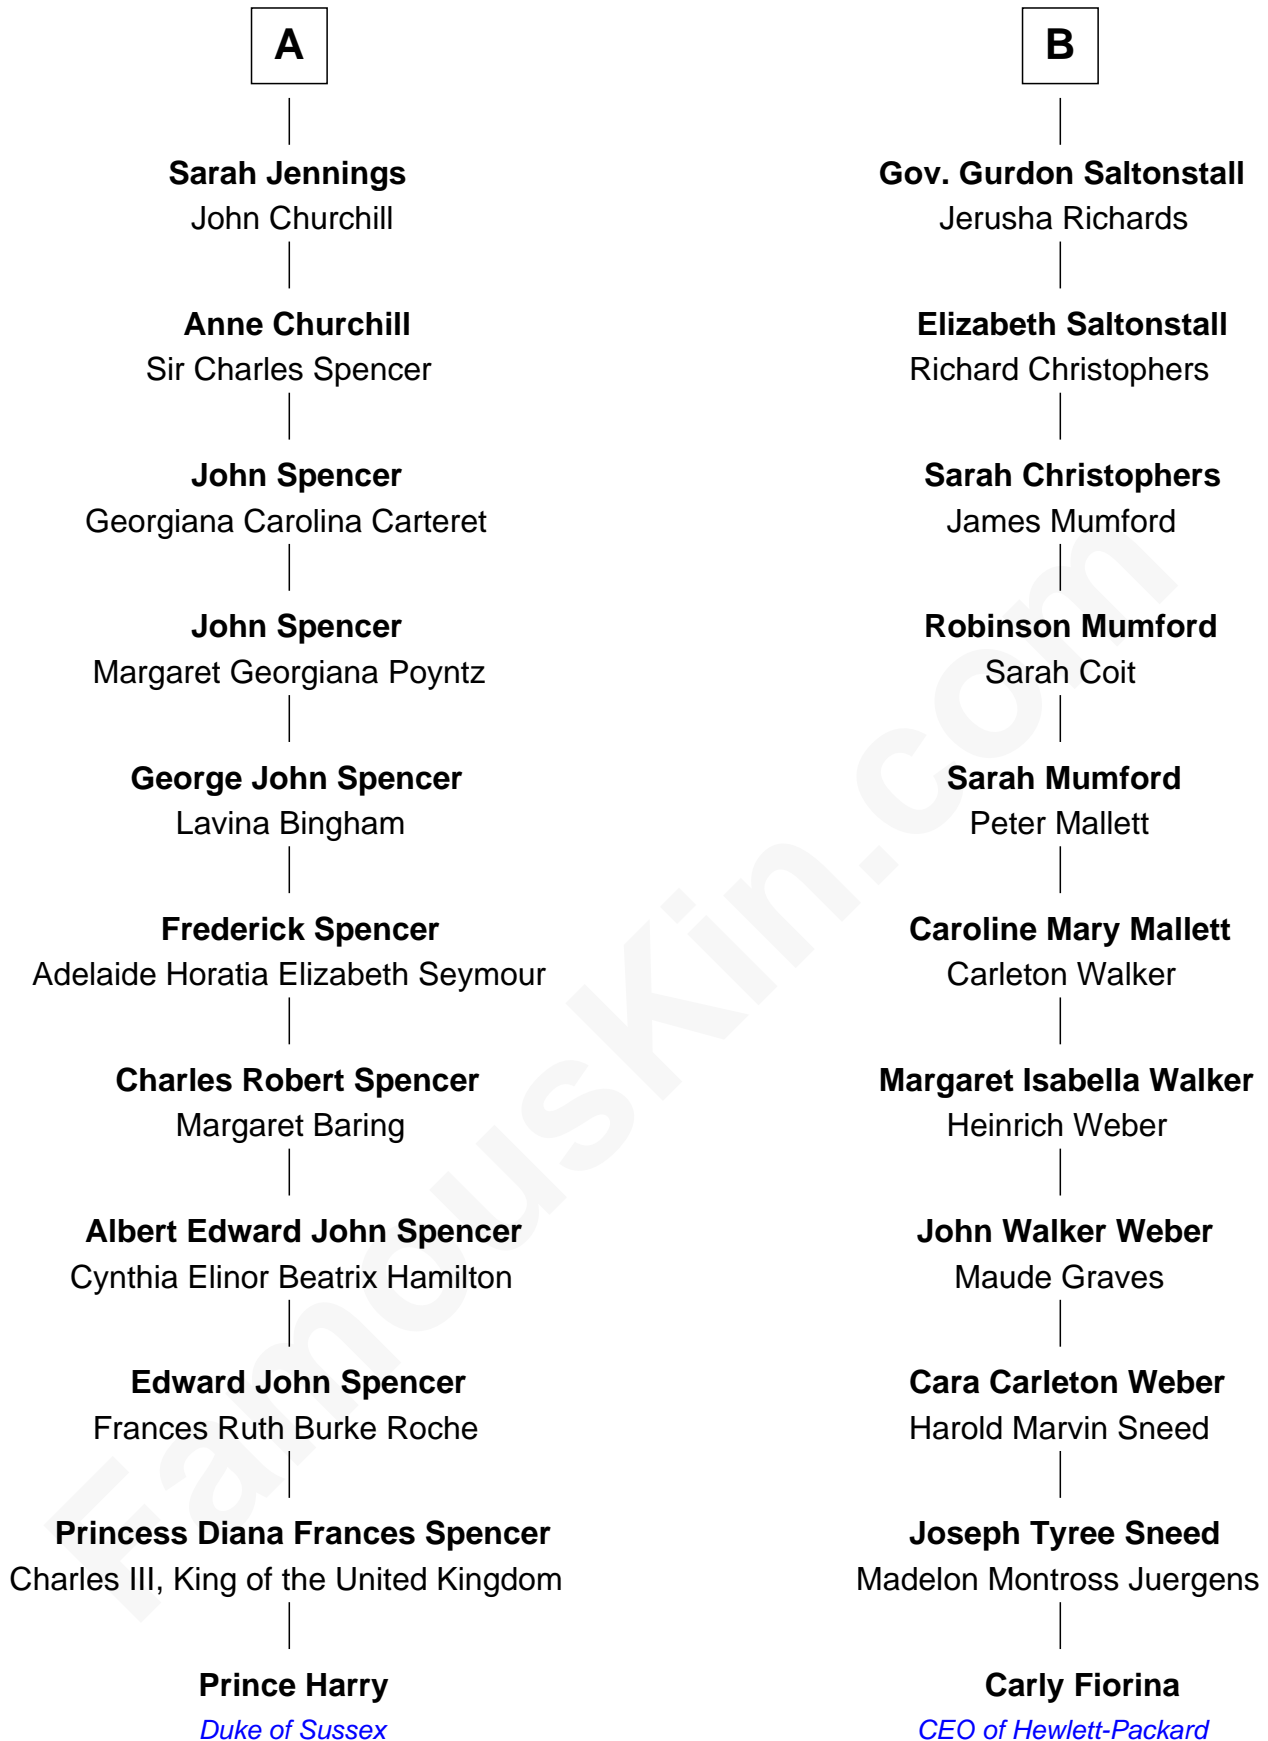 A
Sarah Jennings
John Churchill
Anne Churchill
Sir Charles Spencer
John Spencer
Georgiana Carolina Carteret
John Spencer
Margaret Georgiana Poyntz
George John Spencer
Lavina Bingham
Frederick Spencer
Adelaide Horatia Elizabeth Seymour
Charles Robert Spencer
Margaret Baring
Albert Edward John Spencer
Cynthia Elinor Beatrix Hamilton
Edward John Spencer
Frances Ruth Burke Roche
Princess Diana Frances Spencer
Charles III, King of the United Kingdom
Prince Harry
Duke of Sussex
B
Gov. Gurdon Saltonstall
Jerusha Richards
Elizabeth Saltonstall
Richard Christophers
Sarah Christophers
James Mumford
Robinson Mumford
Sarah Coit
Sarah Mumford
Peter Mallett
Caroline Mary Mallett
Carleton Walker
Margaret Isabella Walker
Heinrich Weber
John Walker Weber
Maude Graves
Cara Carleton Weber
Harold Marvin Sneed
Joseph Tyree Sneed
Madelon Montross Juergens
Carly Fiorina
CEO of Hewlett-Packard
FamousKin.com